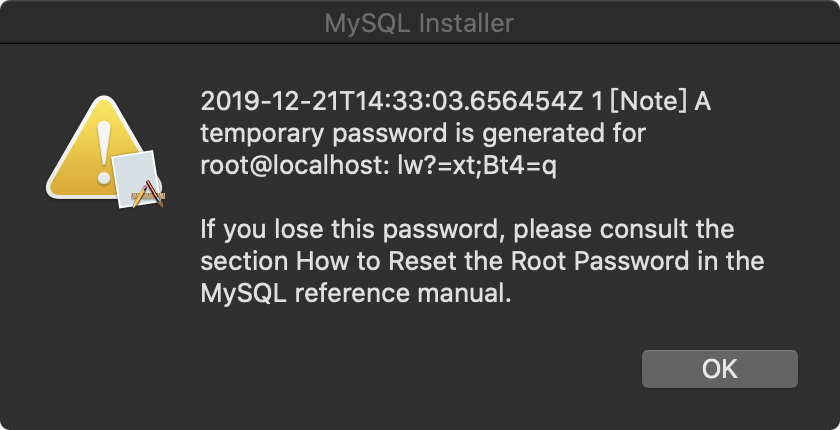 MySQL Installer
2019-12-21T14:33:03.656454Z 1 [Note] A
temporary password is generated for
root@localhost: lw?=xt;Bt4=q
If you lose this password, please consult the
section How to Reset the Root Password in the
MySQL reference manual.
OK